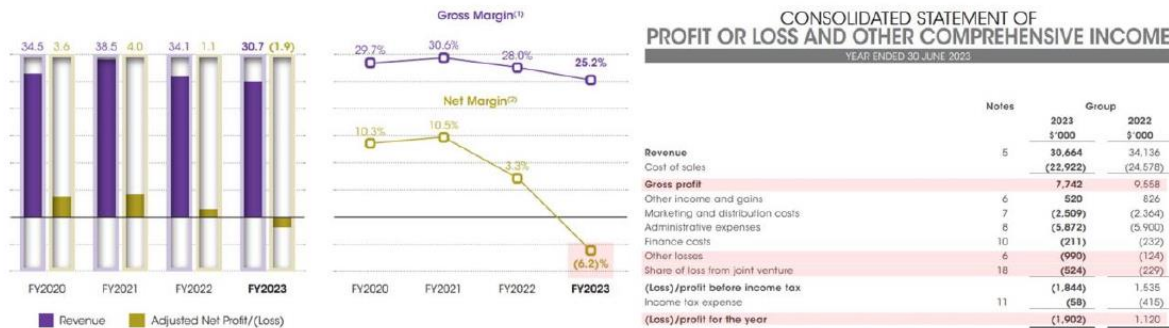 34.5 3.6 38.5 4.0 34.1 1.1 30.7 (1.9)
FY2020 FY2021 FY2022 FY2023
Revenue Adjusted Net Profit/(Loss)
Gross Margin(1)
29.7% 30.6% 28.0% 25.2%
Net Margin(2)
10.3% 10.5% 3.3% (6.2)%
FY2020 FY2021 FY2022 FY2023
CONSOLIDATED STATEMENT OF
PROFIT OR LOSS AND OTHER COMPREHENSIVE INCOME
YEAR ENDED 30 JUNE 2023
Notes Group
2023 2022
$'000 $'000
Revenue 5 30,664 34,136
Cost of sales (22,922) (24,578)
Gross profit 7,742 9,558
Other income and gains 6 520 826
Marketing and distribution costs 7 (2,509) (2,364)
Administrative expenses 8 (5,872) (5,900)
Finance costs 10 (211) (232)
Other losses 6 (990) (124)
Share of loss from joint venture 18 (524) (229)
(Loss)/profit before income tax (1,844) 1,535
Income tax expense 11 (58) (415)
(Loss)/profit for the year (1,902) 1,120